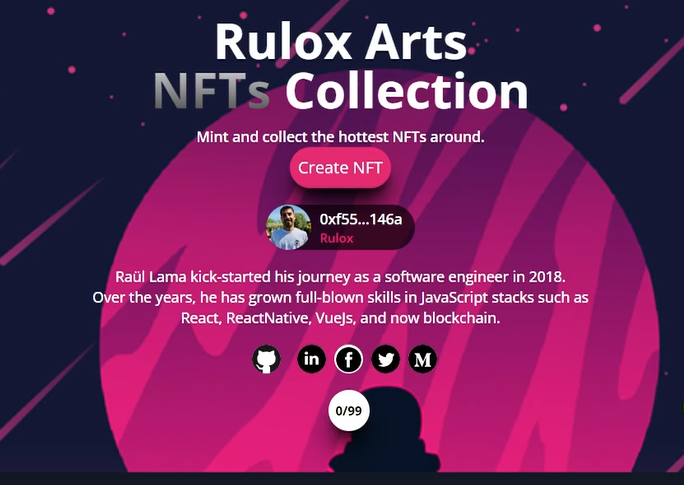 Rulox Arts
NFTs Collection
Mint and collect the hottest NFTs around.
Create NFT
0xf55...146a
Rulox
Raül Lama kick-started his journey as a software engineer in 2018.
Over the years, he has grown full-blown skills in JavaScript stacks such as
React, ReactNative, VueJs, and now blockchain.
in f M
0/99